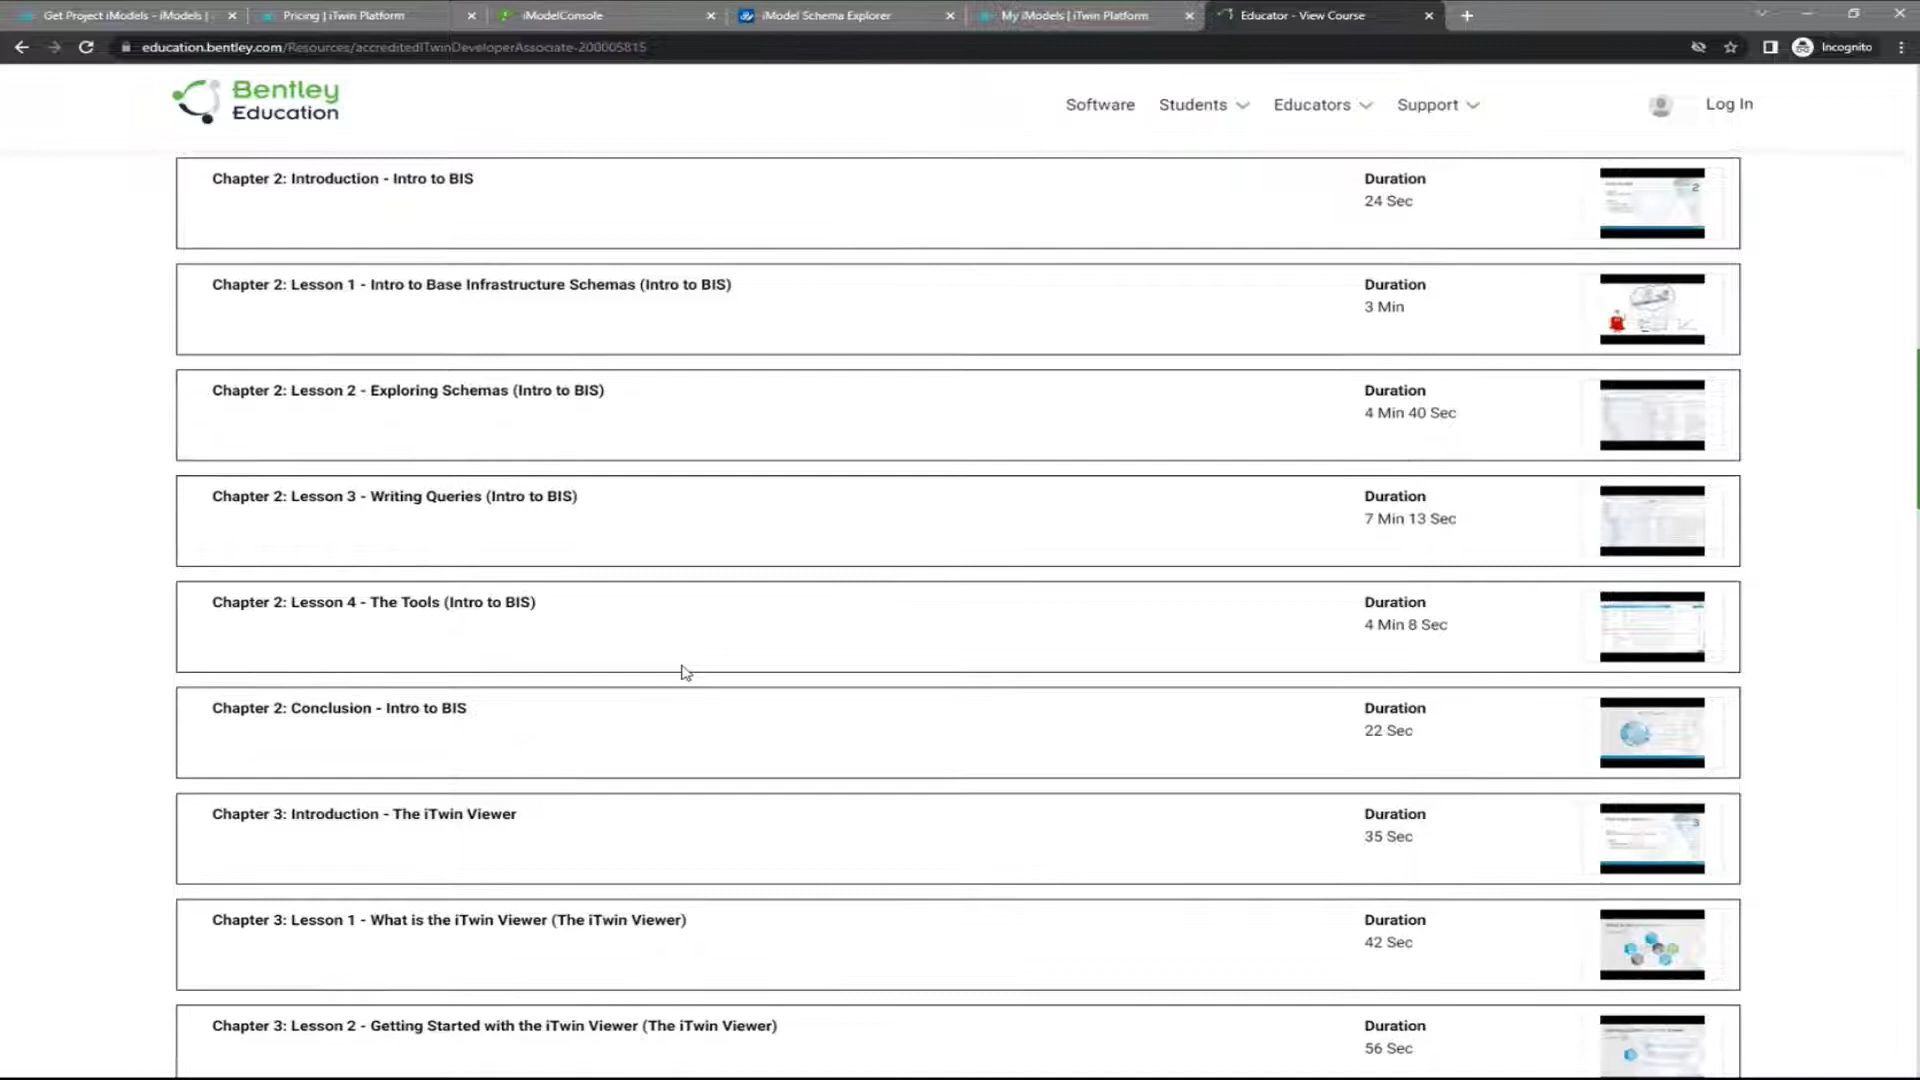 Get Project iModels - iModels |
Pricing | iTwin Platform
iModelConsole
iModel Schema Explorer
My iModels | iTwin Platform
Educator - View Course
education.bentley.com/Resources/accreditedITwinDeveloperAssociate-200005815
Incognito
Bentley
Education
Software
Students
Educators
Support
Log In
Chapter 2: Introduction - Intro to BIS
Duration
24 Sec
Chapter 2: Lesson 1 - Intro to Base Infrastructure Schemas (Intro to BIS)
Duration
3 Min
Chapter 2: Lesson 2 - Exploring Schemas (Intro to BIS)
Duration
4 Min 40 Sec
Chapter 2: Lesson 3 - Writing Queries (Intro to BIS)
Duration
7 Min 13 Sec
Chapter 2: Lesson 4 - The Tools (Intro to BIS)
Duration
4 Min 8 Sec
Chapter 2: Conclusion - Intro to BIS
Duration
22 Sec
Chapter 3: Introduction - The iTwin Viewer
Duration
35 Sec
Chapter 3: Lesson 1 - What is the iTwin Viewer (The iTwin Viewer)
Duration
42 Sec
Chapter 3: Lesson 2 - Getting Started with the iTwin Viewer (The iTwin Viewer)
Duration
56 Sec